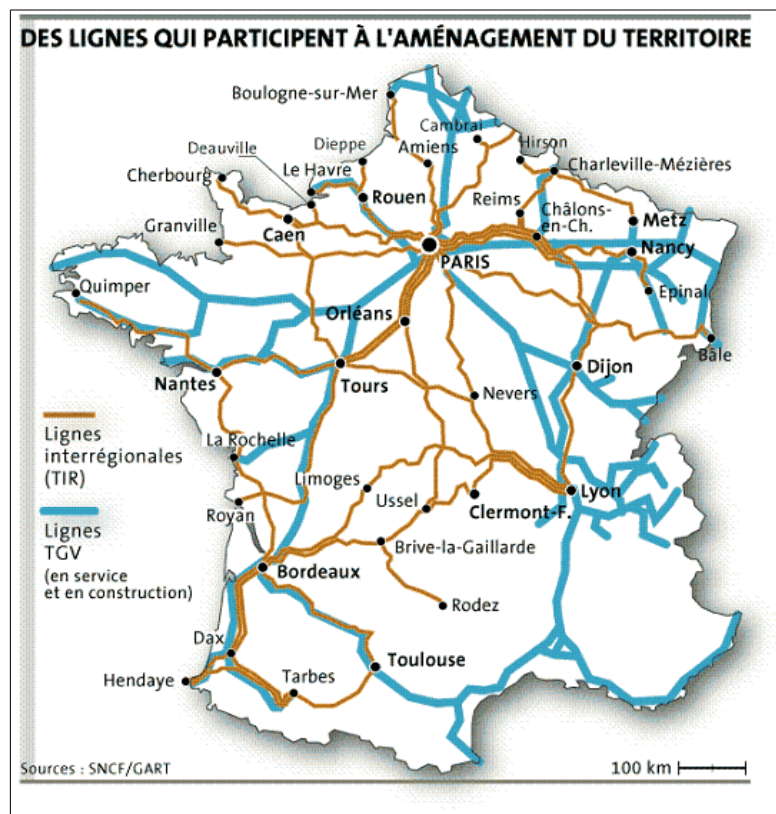 DES LIGNES QUI PARTICIPENT À L'AMÉNAGEMENT DU TERRITOIRE
Boulogne-sur-Mer
Cambrai
Hirson
Deauville
Dieppe
Amiens
Le Havre
Charleville-Mézières
Cherbourg
Rouen
Reims
Granville
Caen
Châlons-
en-Ch.
Metz
Nancy
PARIS
Quimper
Epinal
Orléans
Bâle
Nantes
Tours
Dijon
Nevers
Lignes
interrégionales
(TIR)
La Rochelle
Limoges
Ussel
Lyon
Royan
Clermont-F.
Lignes
TGV
(en service
et en construction)
Brive-la-Gaillarde
Bordeaux
Rodez
Dax
Toulouse
Hendaye
Tarbes
Sources : SNCF/GART
100 km